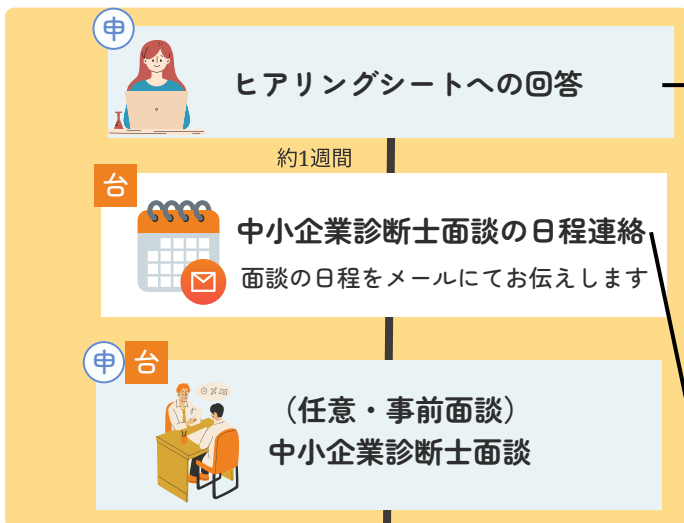 申
ヒアリングシートへの回答
約1週間
台
中小企業診断士面談の日程連絡
面談の日程をメールにてお伝えします
申 台
（任意・事前面談）
中小企業診断士面談